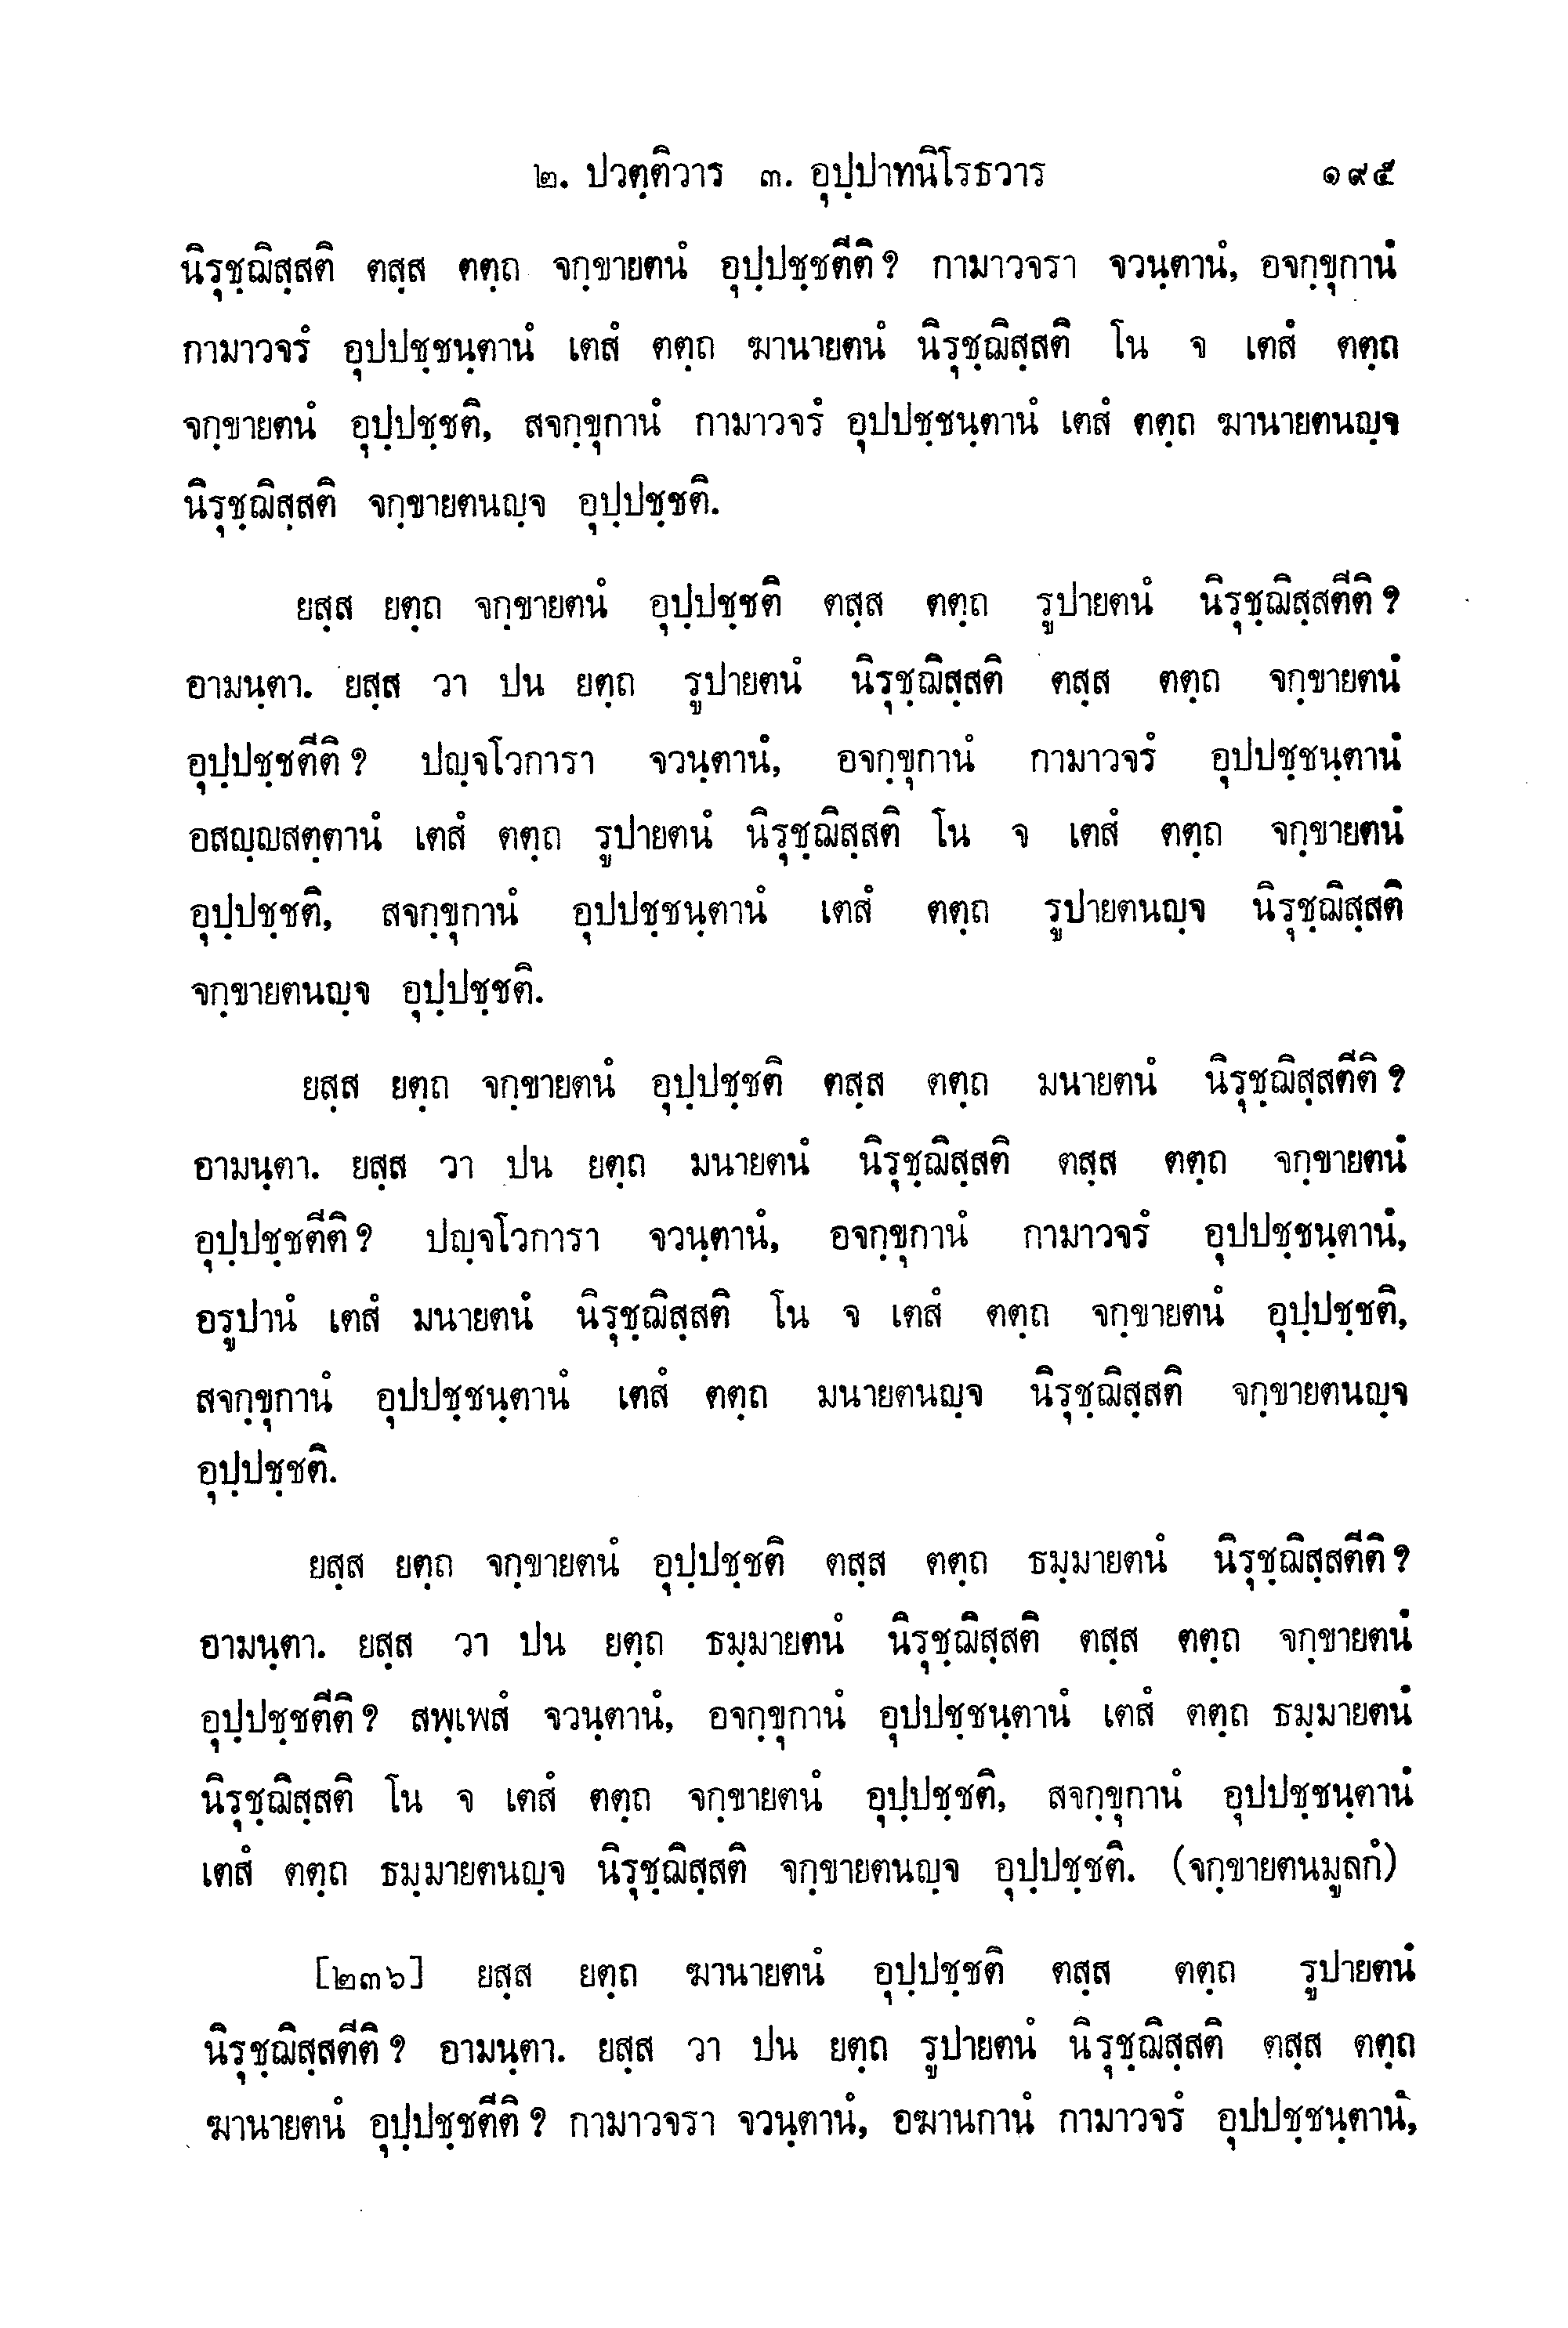 ๒. ปวตฺติวาร ๓. อุปฺปาทนิโรธวาร ๑๙๕
นิรุชฺฌิสฺสติ ตสฺส ตตฺถ จกฺขายตนํ อุปฺปชฺชตีติ? กามาวจรา จวนฺตานํ, อจกฺขุกานํ
กามาวจรํ อุปปชฺชนฺตานํ เตสํ ตตฺถ ฆานายตนํ นิรุชฺฌิสฺสติ โน จ เตสํ ตตฺถ
จกฺขายตนํ อุปฺปชฺชติ, สจกฺขุกานํ กามาวจรํ อุปปชฺชนฺตานํ เตสํ ตตฺถ ฆานายตนญฺจ
นิรุชฺฌิสฺสติ จกฺขายตนญฺจ อุปฺปชฺชติ.
ยสฺส ยตฺถ จกฺขายตนํ อุปฺปชฺชติ ตสฺส ตตฺถ รูปายตนํ นิรุชฺฌิสฺสตีติ?
อามนฺตา. ยสฺส วา ปน ยตฺถ รูปายตนํ นิรุชฺฌิสฺสติ ตสฺส ตตฺถ จกฺขายตนํ
อุปฺปชฺชตีติ? ปญฺจโวการา จวนฺตานํ, อจกฺขุกานํ กามาวจรํ อุปปชฺชนฺตานํ
อสญฺญสตฺตานํ เตสํ ตตฺถ รูปายตนํ นิรุชฺฌิสฺสติ โน จ เตสํ ตตฺถ จกฺขายตนํ
อุปฺปชฺชติ, สจกฺขุกานํ อุปปชฺชนฺตานํ เตสํ ตตฺถ รูปายตนญฺจ นิรุชฺฌิสฺสติ
จกฺขายตนญฺจ อุปฺปชฺชติ.
ยสฺส ยตฺถ จกฺขายตนํ อุปฺปชฺชติ ตสฺส ตตฺถ มนายตนํ นิรุชฺฌิสฺสตีติ?
อามนฺตา. ยสฺส วา ปน ยตฺถ มนายตนํ นิรุชฺฌิสฺสติ ตสฺส ตตฺถ จกฺขายตนํ
อุปฺปชฺชตีติ? ปญฺจโวการา จวนฺตานํ, อจกฺขุกานํ กามาวจรํ อุปปชฺชนฺตานํ,
อรูปานํ เตสํ มนายตนํ นิรุชฺฌิสฺสติ โน จ เตสํ ตตฺถ จกฺขายตนํ อุปฺปชฺชติ,
สจกฺขุกานํ อุปปชฺชนฺตานํ เตสํ ตตฺถ มนายตนญฺจ นิรุชฺฌิสฺสติ จกฺขายตนญฺจ
อุปฺปชฺชติ.
ยสฺส ยตฺถ จกฺขายตนํ อุปฺปชฺชติ ตสฺส ตตฺถ ธมฺมายตนํ นิรุชฺฌิสฺสตีติ?
อามนฺตา. ยสฺส วา ปน ยตฺถ ธมฺมายตนํ นิรุชฺฌิสฺสติ ตสฺส ตตฺถ จกฺขายตนํ
อุปฺปชฺชตีติ? สพฺเพสํ จวนฺตานํ, อจกฺขุกานํ อุปปชฺชนฺตานํ เตสํ ตตฺถ ธมฺมายตนํ
นิรุชฺฌิสฺสติ โน จ เตสํ ตตฺถ จกฺขายตนํ อุปฺปชฺชติ, สจกฺขุกานํ อุปปชฺชนฺตานํ
เตสํ ตตฺถ ธมฺมายตนญฺจ นิรุชฺฌิสฺสติ จกฺขายตนญฺจ อุปฺปชฺชติ. (จกฺขายตนมูลกํ)
[๒๓๖] ยสฺส ยตฺถ ฆานายตนํ อุปฺปชฺชติ ตสฺส ตตฺถ รูปายตนํ
นิรุชฺฌิสฺสตีติ? อามนฺตา. ยสฺส วา ปน ยตฺถ รูปายตนํ นิรุชฺฌิสฺสติ ตสฺส ตตฺถ
ฆานายตนํ อุปฺปชฺชตีติ? กามาวจรา จวนฺตานํ, อฆานกานํ กามาวจรํ อุปปชฺชนฺตานํ,